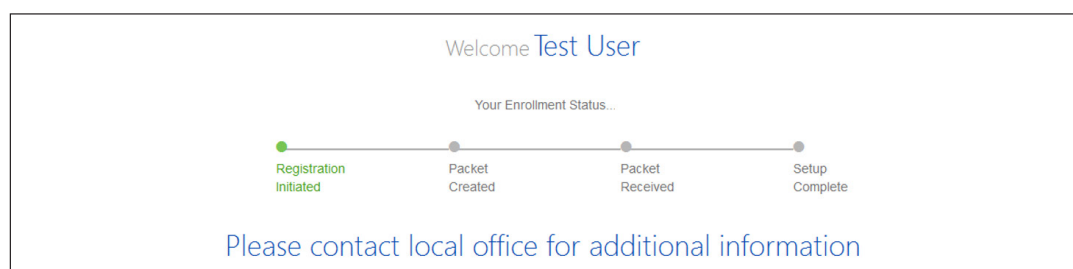 Welcome Test User
Your Enrollment Status...
Registration Initiated
Packet Created
Packet Received
Setup Complete
Please contact local office for additional information